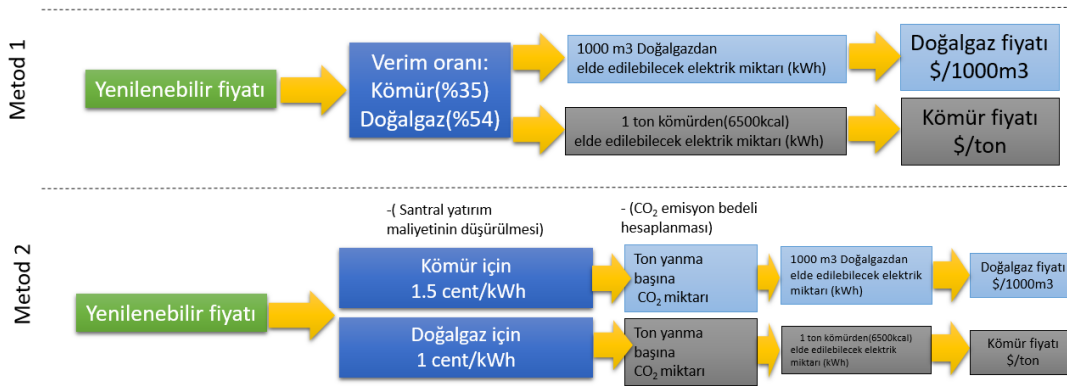 Metod 1
Yenilenebilir fiyatı
Verim oranı:
Kömür(%35)
Doğalgaz(%54)
1000 m3 Doğalgazdan
elde edilebilecek elektrik miktarı (kWh)
Doğalgaz fiyatı
$/1000m3
1 ton kömürden(6500kcal)
elde edilebilecek elektrik miktarı (kWh)
Kömür fiyatı
$/ton
Metod 2
Yenilenebilir fiyatı
-( Santral yatırım
maliyetinin düşürülmesi)
- (CO₂ emisyon bedeli
hesaplanması)
Kömür için
1.5 cent/kWh
Ton yanma
başına
CO₂ miktarı
1000 m3 Doğalgazdan
elde edilebilecek elektrik
miktarı (kWh)
Doğalgaz fiyatı
$/1000m3
Doğalgaz için
1 cent/kWh
Ton yanma
başına
CO₂ miktarı
1 ton kömürden(6500kcal)
elde edilebilecek elektrik
miktarı (kWh)
Kömür fiyatı
$/ton